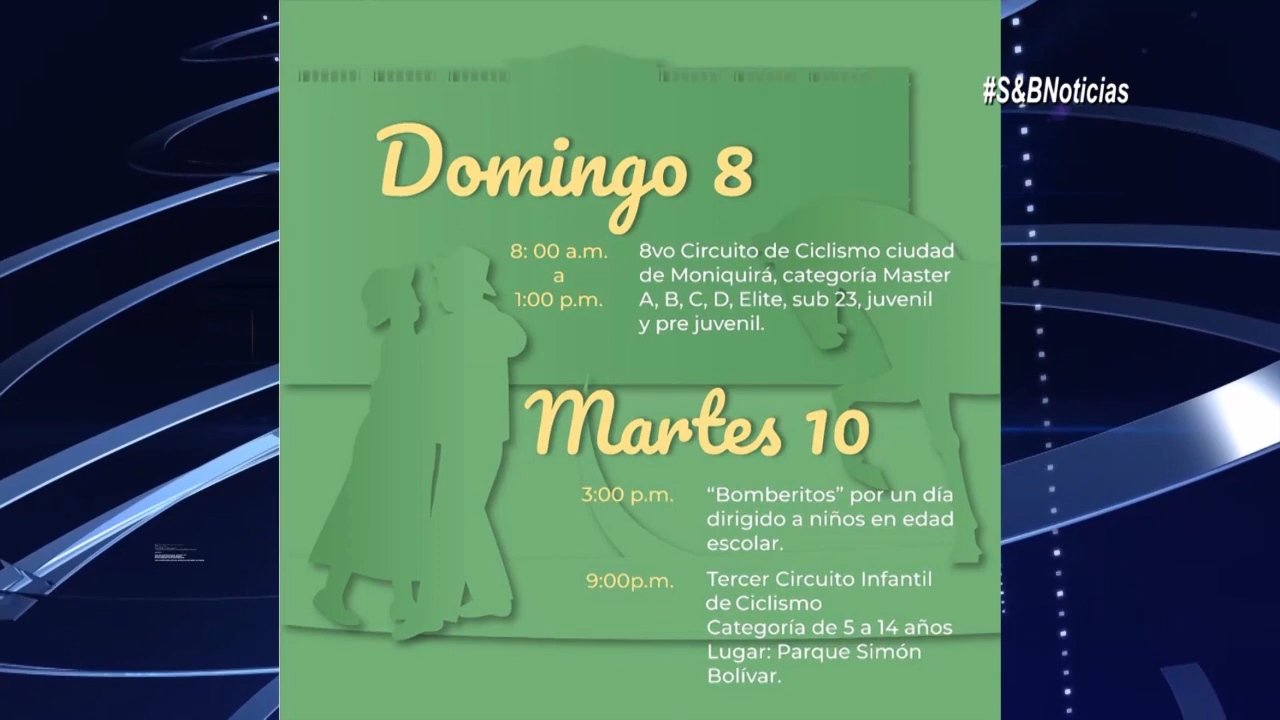 #S&BNoticias
Domingo 8
8: 00 a.m.
a
1:00 p.m.
8vo Circuito de Ciclismo ciudad
de Moniquirá, categoría Master
A, B, C, D, Elite, sub 23, juvenil
y pre juvenil.
Martes 10
3:00 p.m.
“Bomberitos” por un día
dirigido a niños en edad
escolar.
9:00p.m.
Tercer Circuito Infantil
de Ciclismo
Categoría de 5 a 14 años
Lugar: Parque Simón
Bolívar.